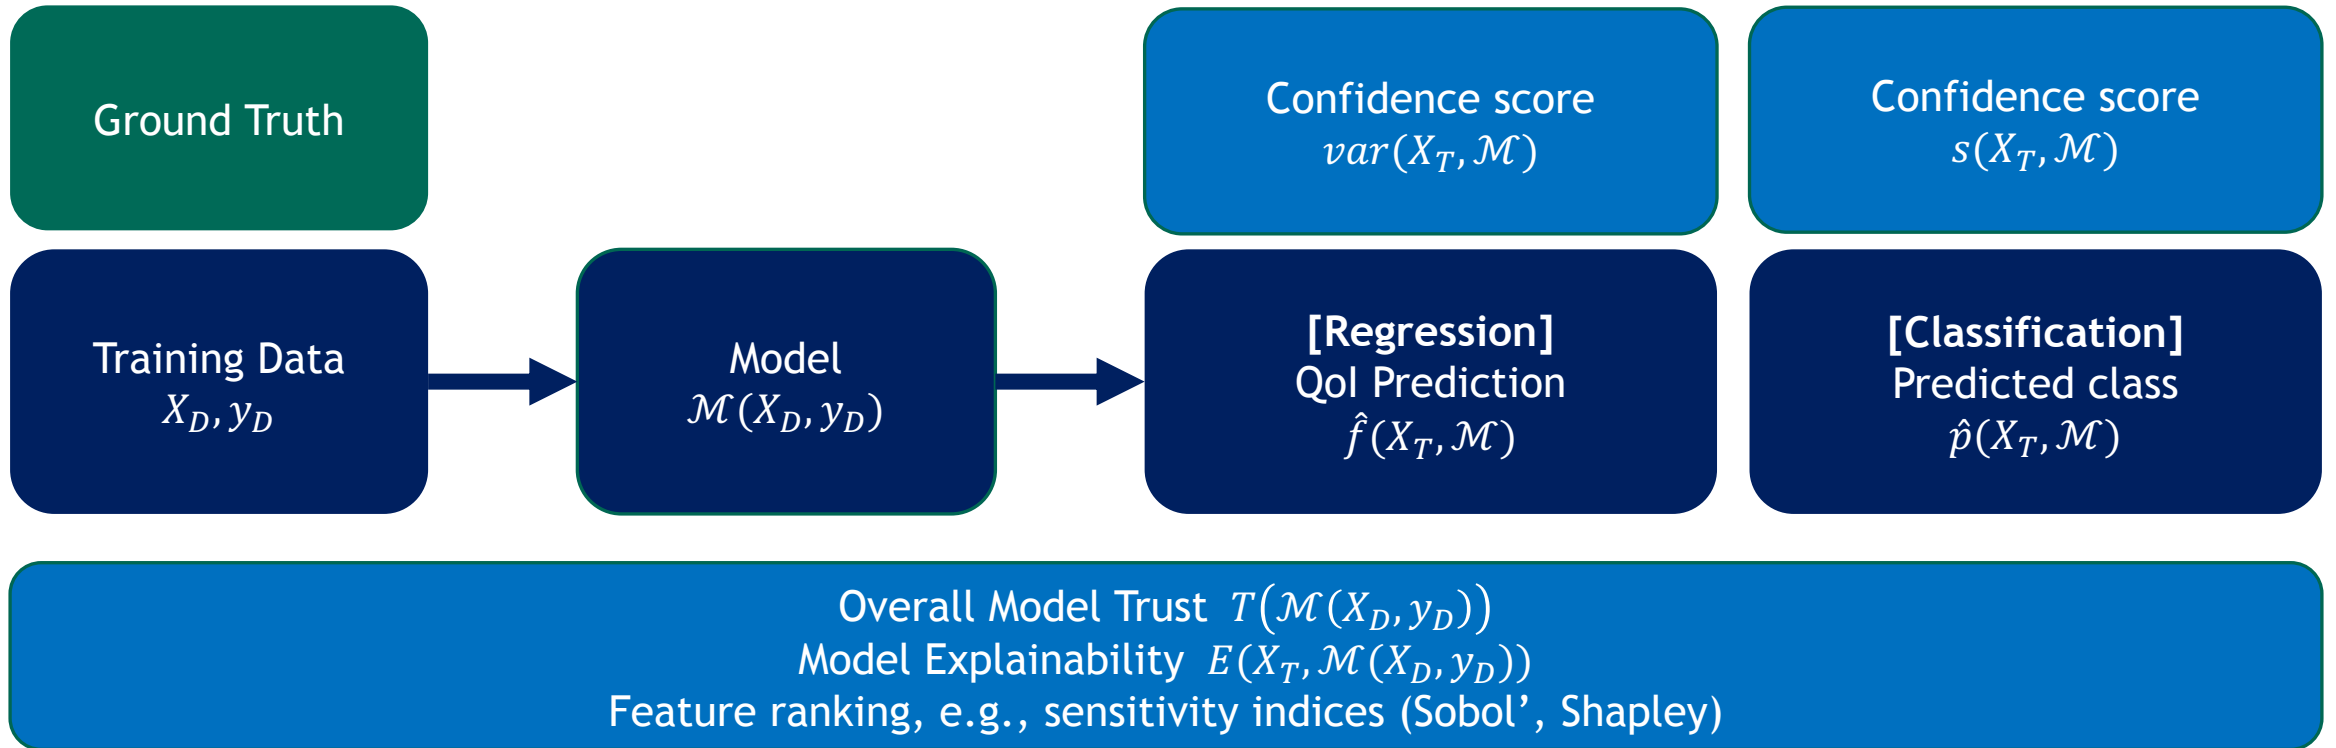 Ground Truth
Confidence score
𝑣𝑎𝑟(𝑋_𝑇, ℳ)
Confidence score
𝑠(𝑋_𝑇, ℳ)
Training Data
𝑋_𝐷, 𝑦_𝐷
Model
ℳ(𝑋_𝐷, 𝑦_𝐷)
[Regression]
QoI Prediction
𝑓̂(𝑋_𝑇, ℳ)
[Classification]
Predicted class
𝑝̂(𝑋_𝑇, ℳ)
Overall Model Trust 𝑇(ℳ(𝑋_𝐷, 𝑦_𝐷))
Model Explainability 𝐸(𝑋_𝑇, ℳ(𝑋_𝐷, 𝑦_𝐷))
Feature ranking, e.g., sensitivity indices (Sobol’, Shapley)